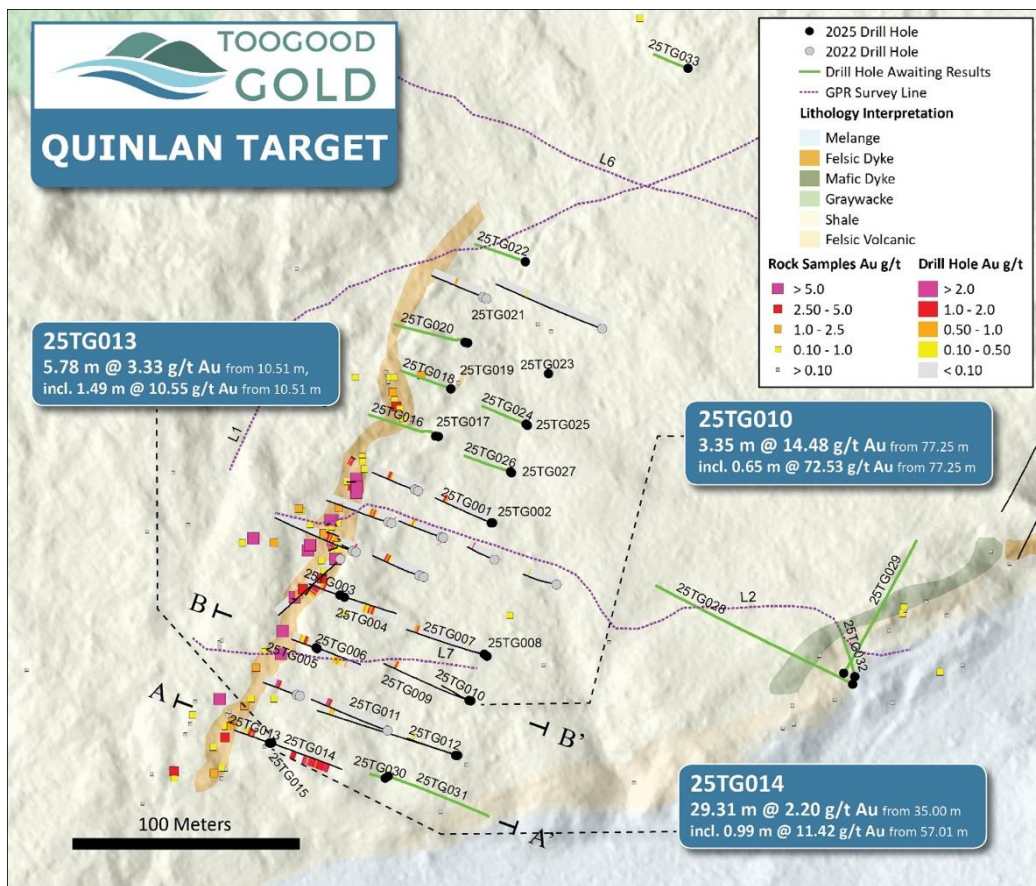 TOOGOOD
GOLD
QUINLAN TARGET
25TG033
2025 Drill Hole
2022 Drill Hole
Drill Hole Awaiting Results
GPR Survey Line
Lithology Interpretation
Melange
Felsic Dyke
Mafic Dyke
Graywacke
Shale
Felsic Volcanic
Rock Samples Au g/t
> 5.0
2.50 - 5.0
1.0 - 2.5
0.10 - 1.0
> 0.10
Drill Hole Au g/t
> 2.0
1.0 - 2.0
0.50 - 1.0
0.10 - 0.50
< 0.10
L6
25TG022
25TG021
25TG020
25TG013
5.78 m @ 3.33 g/t Au from 10.51 m,
incl. 1.49 m @ 10.55 g/t Au from 10.51 m
25TG019
25TG023
25TG018
25TG016
25TG017
25TG024
25TG025
L1
25TG026
25TG027
25TG010
3.35 m @ 14.48 g/t Au from 77.25 m
incl. 0.65 m @ 72.53 g/t Au from 77.25 m
25TG001
25TG002
25TG003
25TG004
B
25TG028
L2
25TG029
25TG032
25TG006
25TG005
25TG007
25TG008
L7
25TG009
25TG010
A
25TG011
B'
25TG012
25TG013
25TG014
25TG015
25TG030
25TG031
A'
25TG014
29.31 m @ 2.20 g/t Au from 35.00 m
incl. 0.99 m @ 11.42 g/t Au from 57.01 m
100 Meters